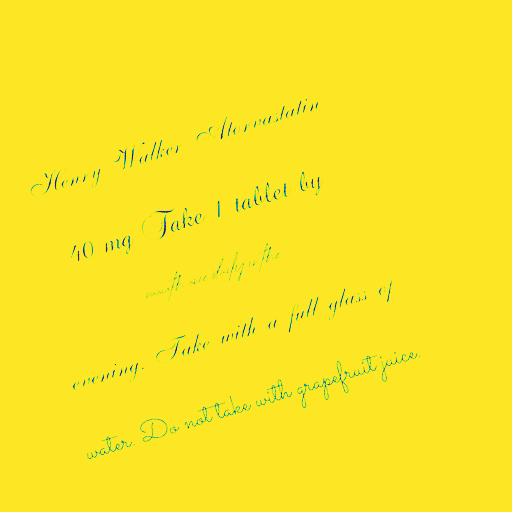 Henry Walker Atorvastatin
40 mg Take 1 tablet by
evening. Take with a full glass of
water. Do not take with grapefruit juice.